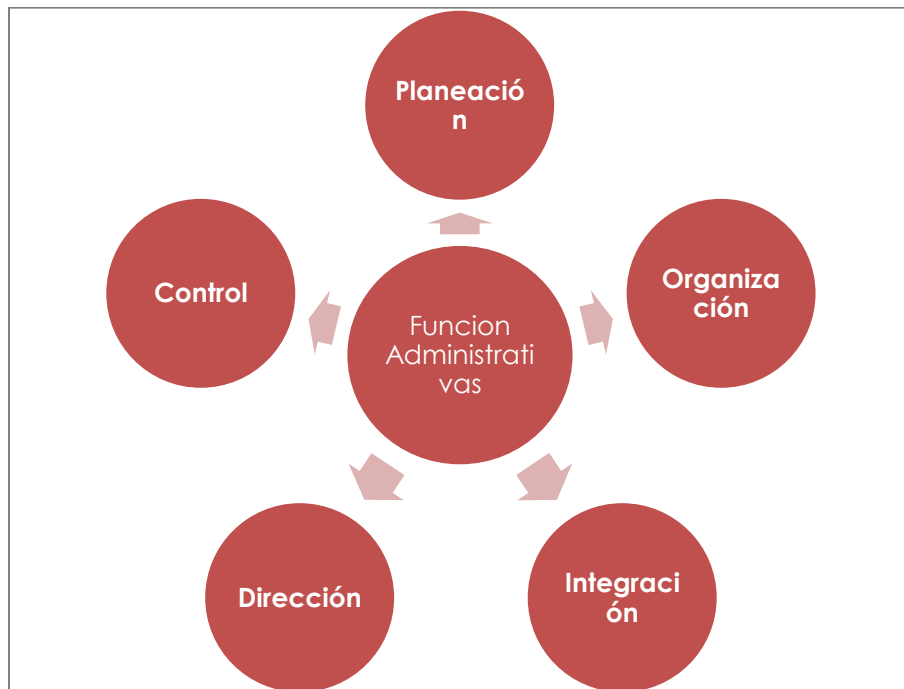 Planeació
n
Control
Organiza
ción
Funcion
Administrati
vas
Dirección
Integraci
ón